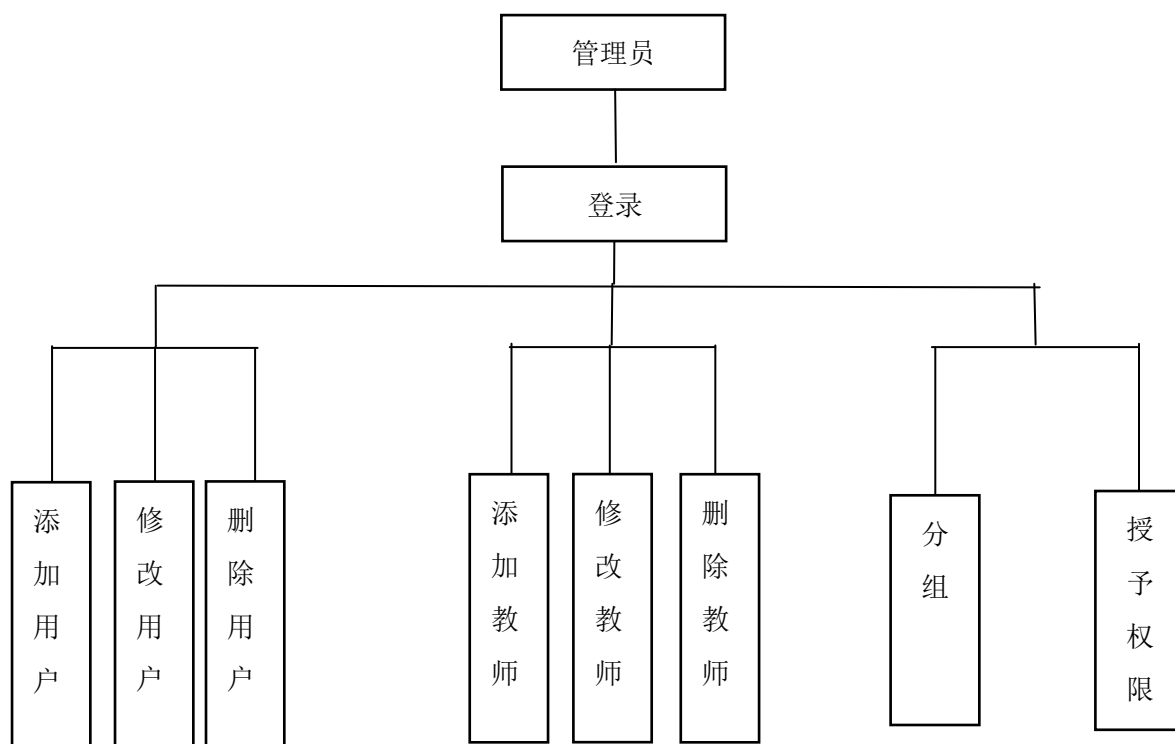 管理员
登录
添加用户
修改用户
删除用户
添加教师
修改教师
删除教师
分组
授予权限